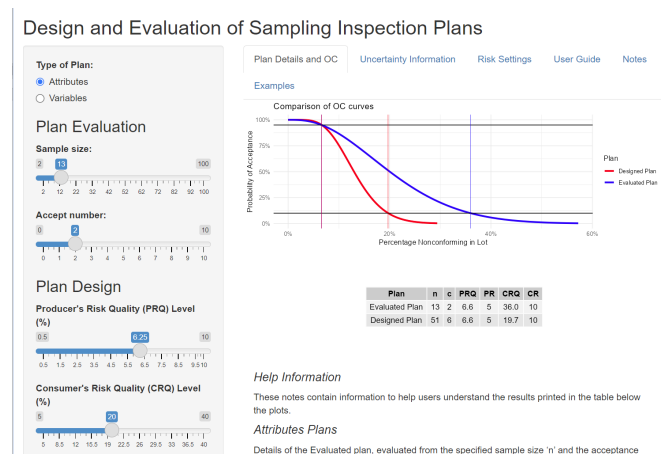 Design and Evaluation of Sampling Inspection Plans
Type of Plan:
Attributes
Variables
Plan Evaluation
Sample size:
2 13 100
2 12 22 32 42 52 62 72 82 92 100
Accept number:
0 2 10
0 1 2 3 4 5 6 7 8 9 10
Plan Design
Producer's Risk Quality (PRQ) Level
(%)
0.5 6.25 10
0.5 1.5 2.5 3.5 4.5 5.5 6.5 7.5 8.5 9.5 10
Consumer's Risk Quality (CRQ) Level
(%)
5 20 40
5 8.5 12 15.5 19 22.5 26 29.5 33 36.5 40
Plan Details and OC Uncertainty Information Risk Settings User Guide Notes
Examples
Comparison of OC curves
Probability of Acceptance
100%
75%
50%
25%
0%
0% 20% 40% 60%
Percentage Nonconforming in Lot
Plan
Designed Plan
Evaluated Plan
Plan n c PRQ PR CRQ CR
Evaluated Plan 13 2 6.6 5 36.0 10
Designed Plan 51 6 6.6 5 19.7 10
Help Information
These notes contain information to help users understand the results printed in the table below
the plots.
Attributes Plans
Details of the Evaluated plan, evaluated from the specified sample size 'n' and the acceptance